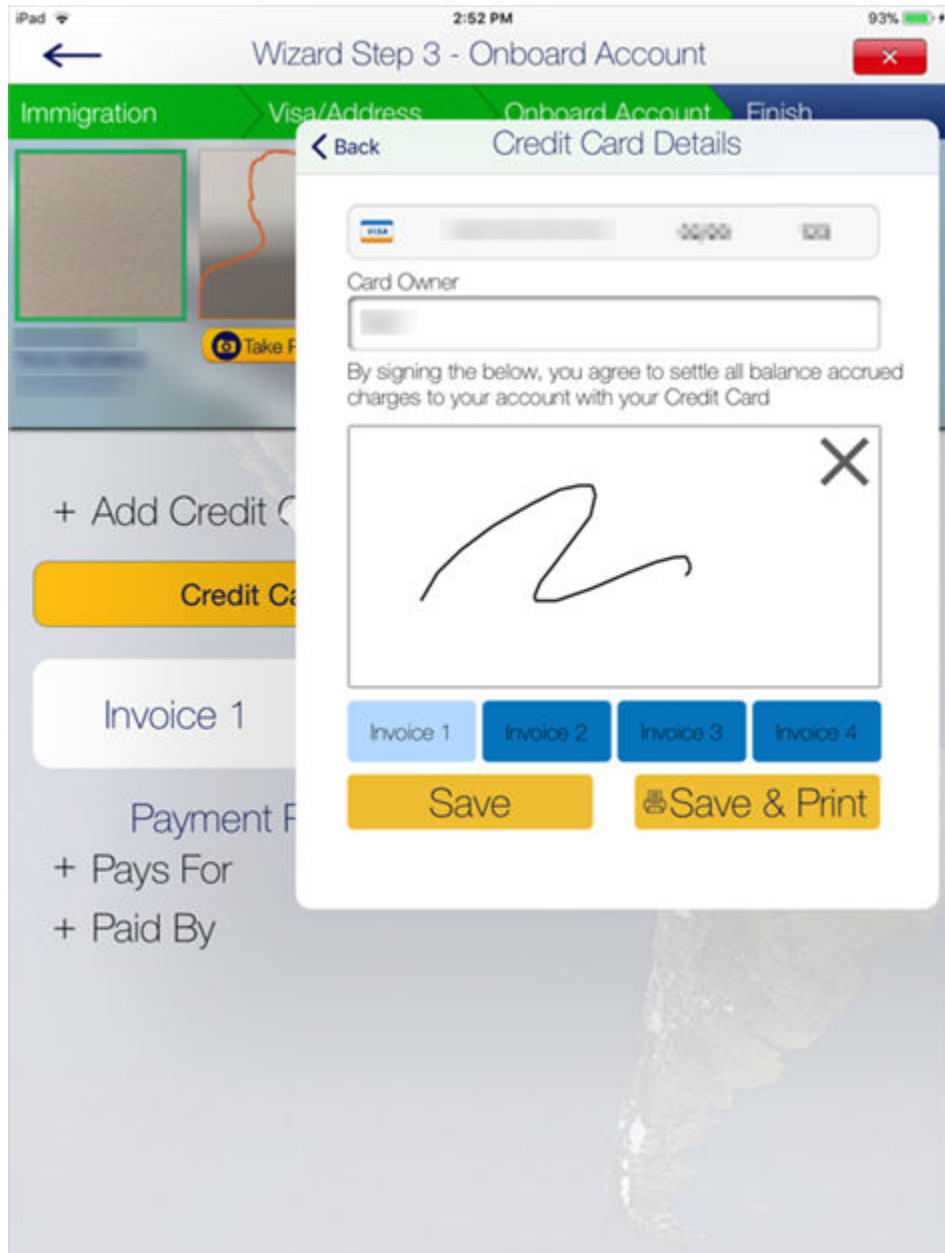 iPad 2:52 PM 93%
Wizard Step 3 - Onboard Account
Immigration Visa/Address Onboard Account Finish
Back Credit Card Details
VISA
Card Owner
Take
By signing the below, you agree to settle all balance accrued
charges to your account with your Credit Card
+ Add Credit
Credit
Invoice 1
Invoice 1 Invoice 2 Invoice 3 Invoice 4
Save Save & Print
Payment
+ Pays For
+ Paid By